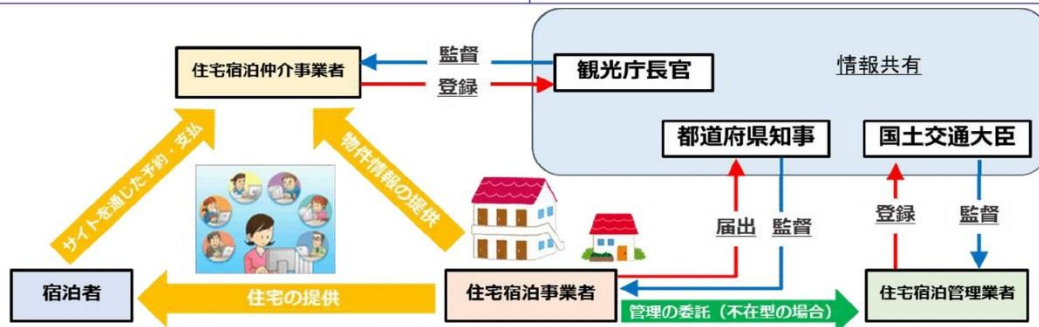 住宅宿泊仲介事業者
監督
登録
観光庁長官
情報共有
都道府県知事
国土交通大臣
サイトを通じた予約・支払
物件情報の提供
届出
監督
登録
監督
宿泊者
住宅の提供
住宅宿泊事業者
管理の委託（不在型の場合）
住宅宿泊管理業者